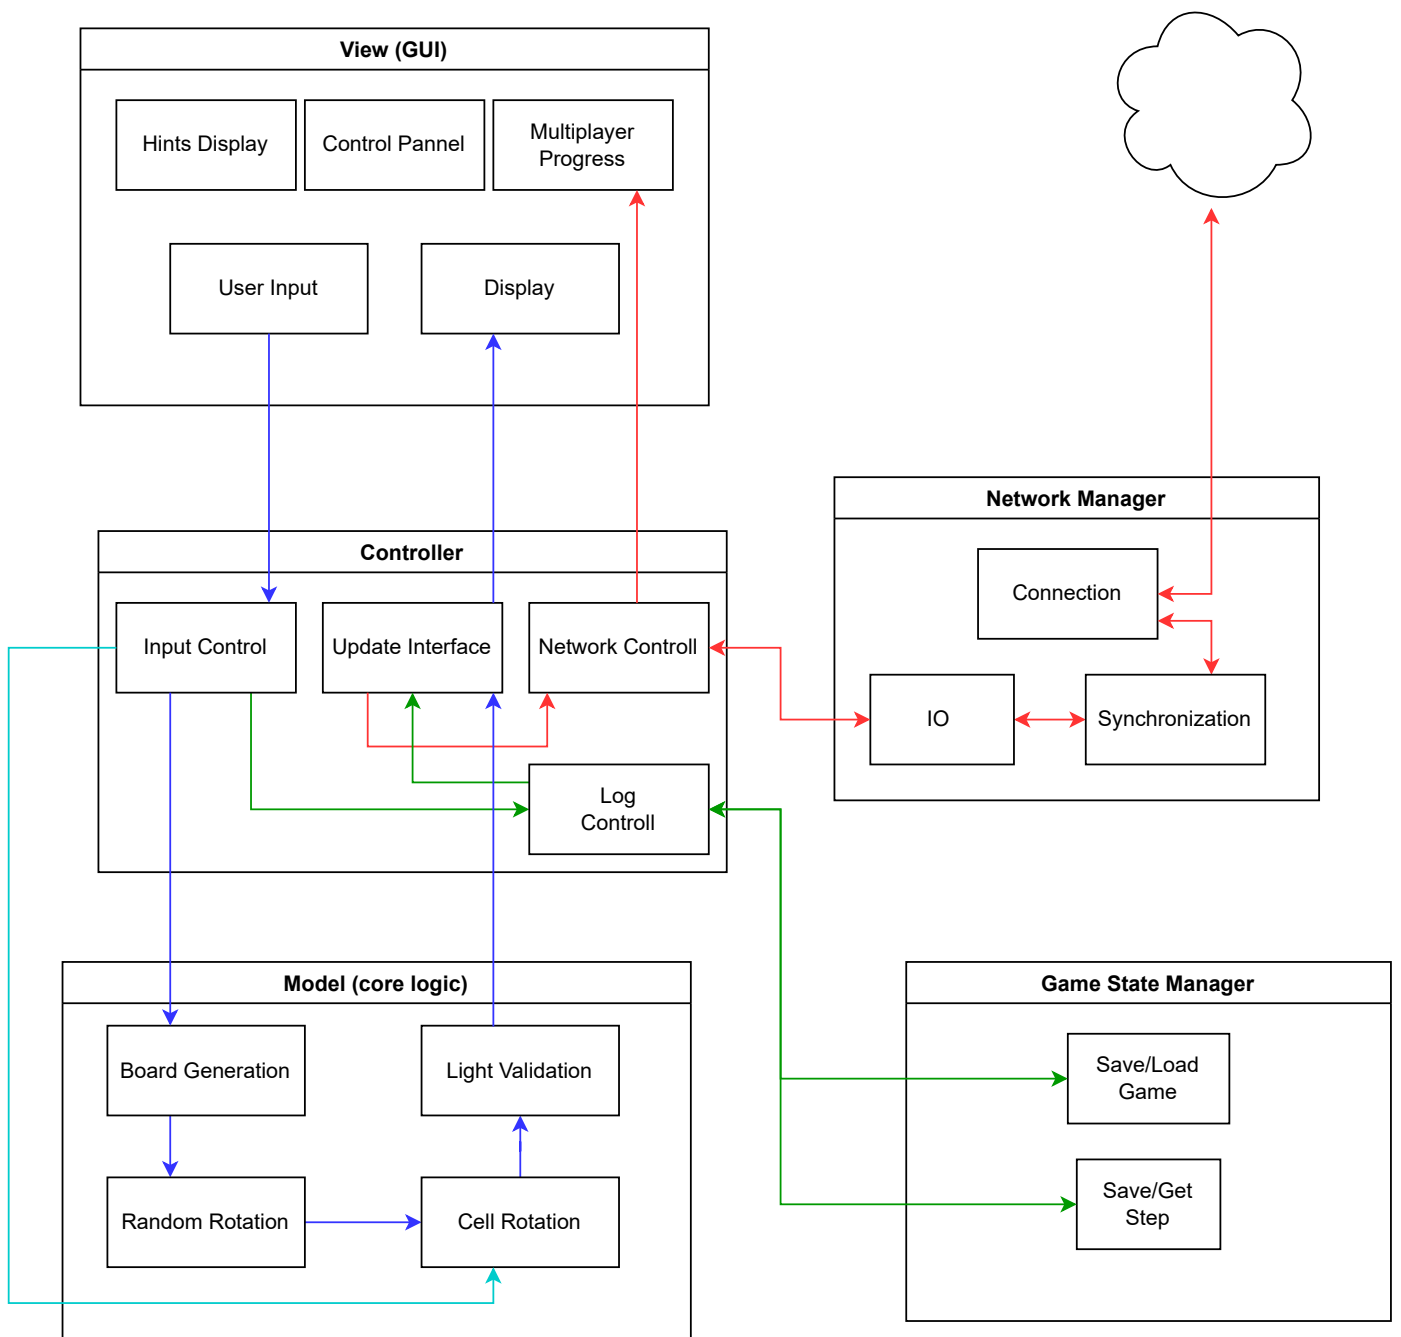 View (GUI)
Hints Display
Control Pannel
Multiplayer
Progress
User Input
Display
Network Manager
Connection
IO
Synchronization
Controller
Input Control
Update Interface
Network Controll
Log
Controll
Model (core logic)
Board Generation
Light Validation
Random Rotation
Cell Rotation
Game State Manager
Save/Load
Game
Save/Get
Step